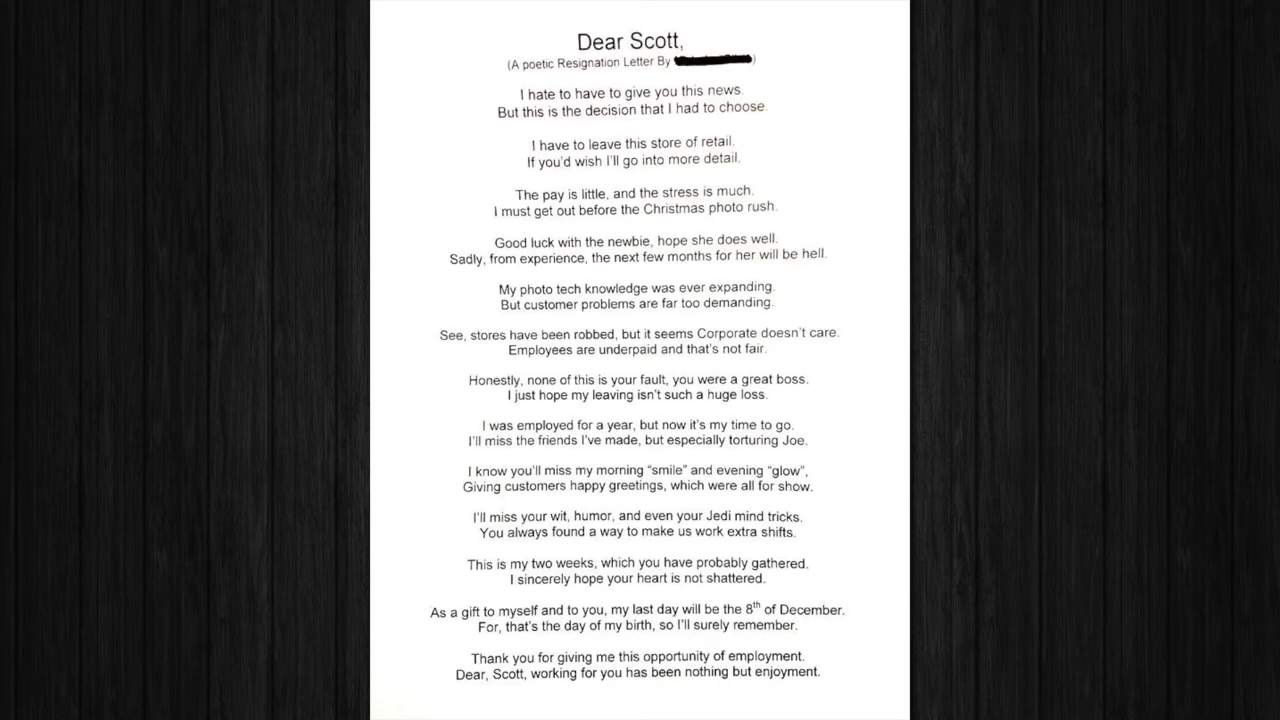 Dear Scott,
(A poetic Resignation Letter By )
I hate to have to give you this news.
But this is the decision that I had to choose.
I have to leave this store of retail.
If you'd wish I'll go into more detail.
The pay is little, and the stress is much.
I must get out before the Christmas photo rush.
Good luck with the newbie, hope she does well.
Sadly, from experience, the next few months for her will be hell.
My photo tech knowledge was ever expanding.
But customer problems are far too demanding.
See, stores have been robbed, but it seems Corporate doesn't care.
Employees are underpaid and that's not fair.
Honestly, none of this is your fault, you were a great boss.
I just hope my leaving isn't such a huge loss.
I was employed for a year, but now it's my time to go.
I'll miss the friends I've made, but especially torturing Joe.
I know you'll miss my morning “smile” and evening “glow”,
Giving customers happy greetings, which were all for show.
I'll miss your wit, humor, and even your Jedi mind tricks.
You always found a way to make us work extra shifts.
This is my two weeks, which you have probably gathered.
I sincerely hope your heart is not shattered.
As a gift to myself and to you, my last day will be the 8th of December.
For, that's the day of my birth, so I'll surely remember.
Thank you for giving me this opportunity of employment.
Dear, Scott, working for you has been nothing but enjoyment.